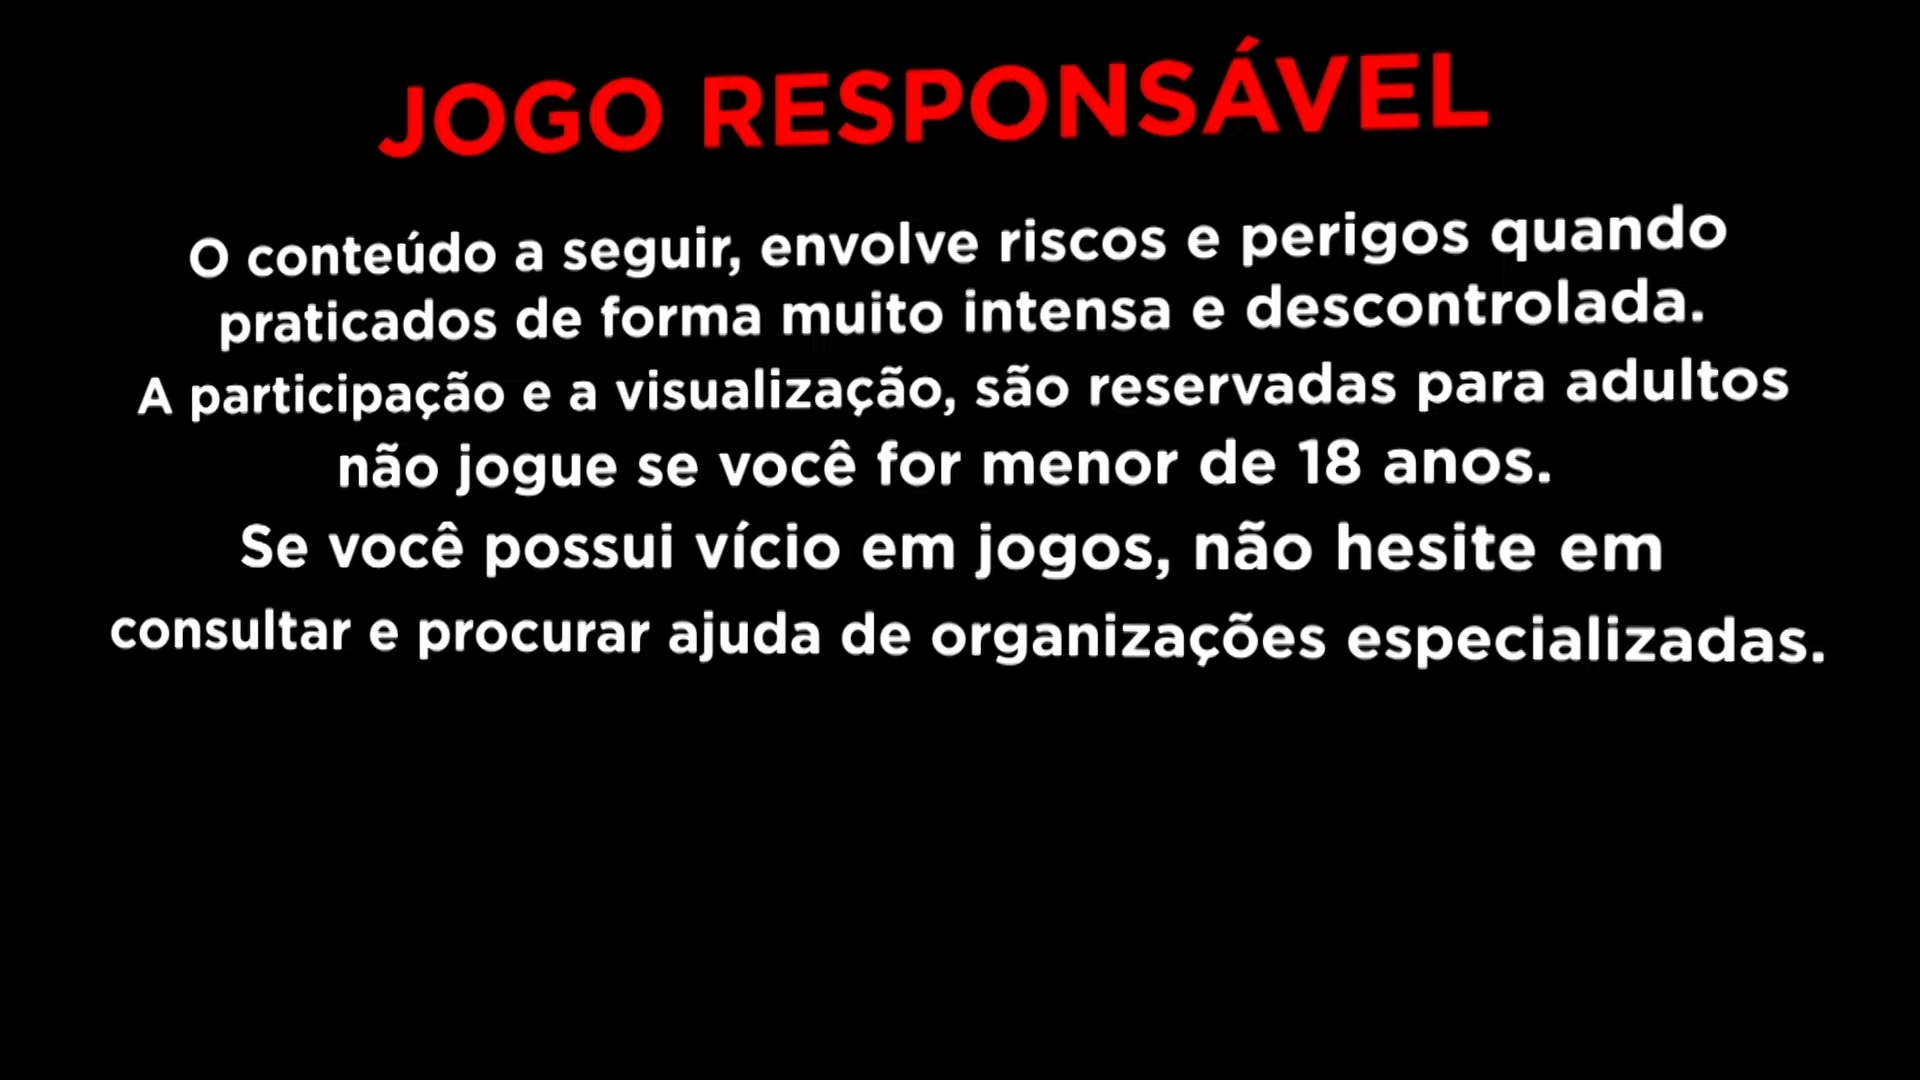 JOGO RESPONSÁVEL
O conteúdo a seguir, envolve riscos e perigos quando
praticados de forma muito intensa e descontrolada.
A participação e a visualização, são reservadas para adultos
não jogue se você for menor de 18 anos.
Se você possui vício em jogos, não hesite em
consultar e procurar ajuda de organizações especializadas.